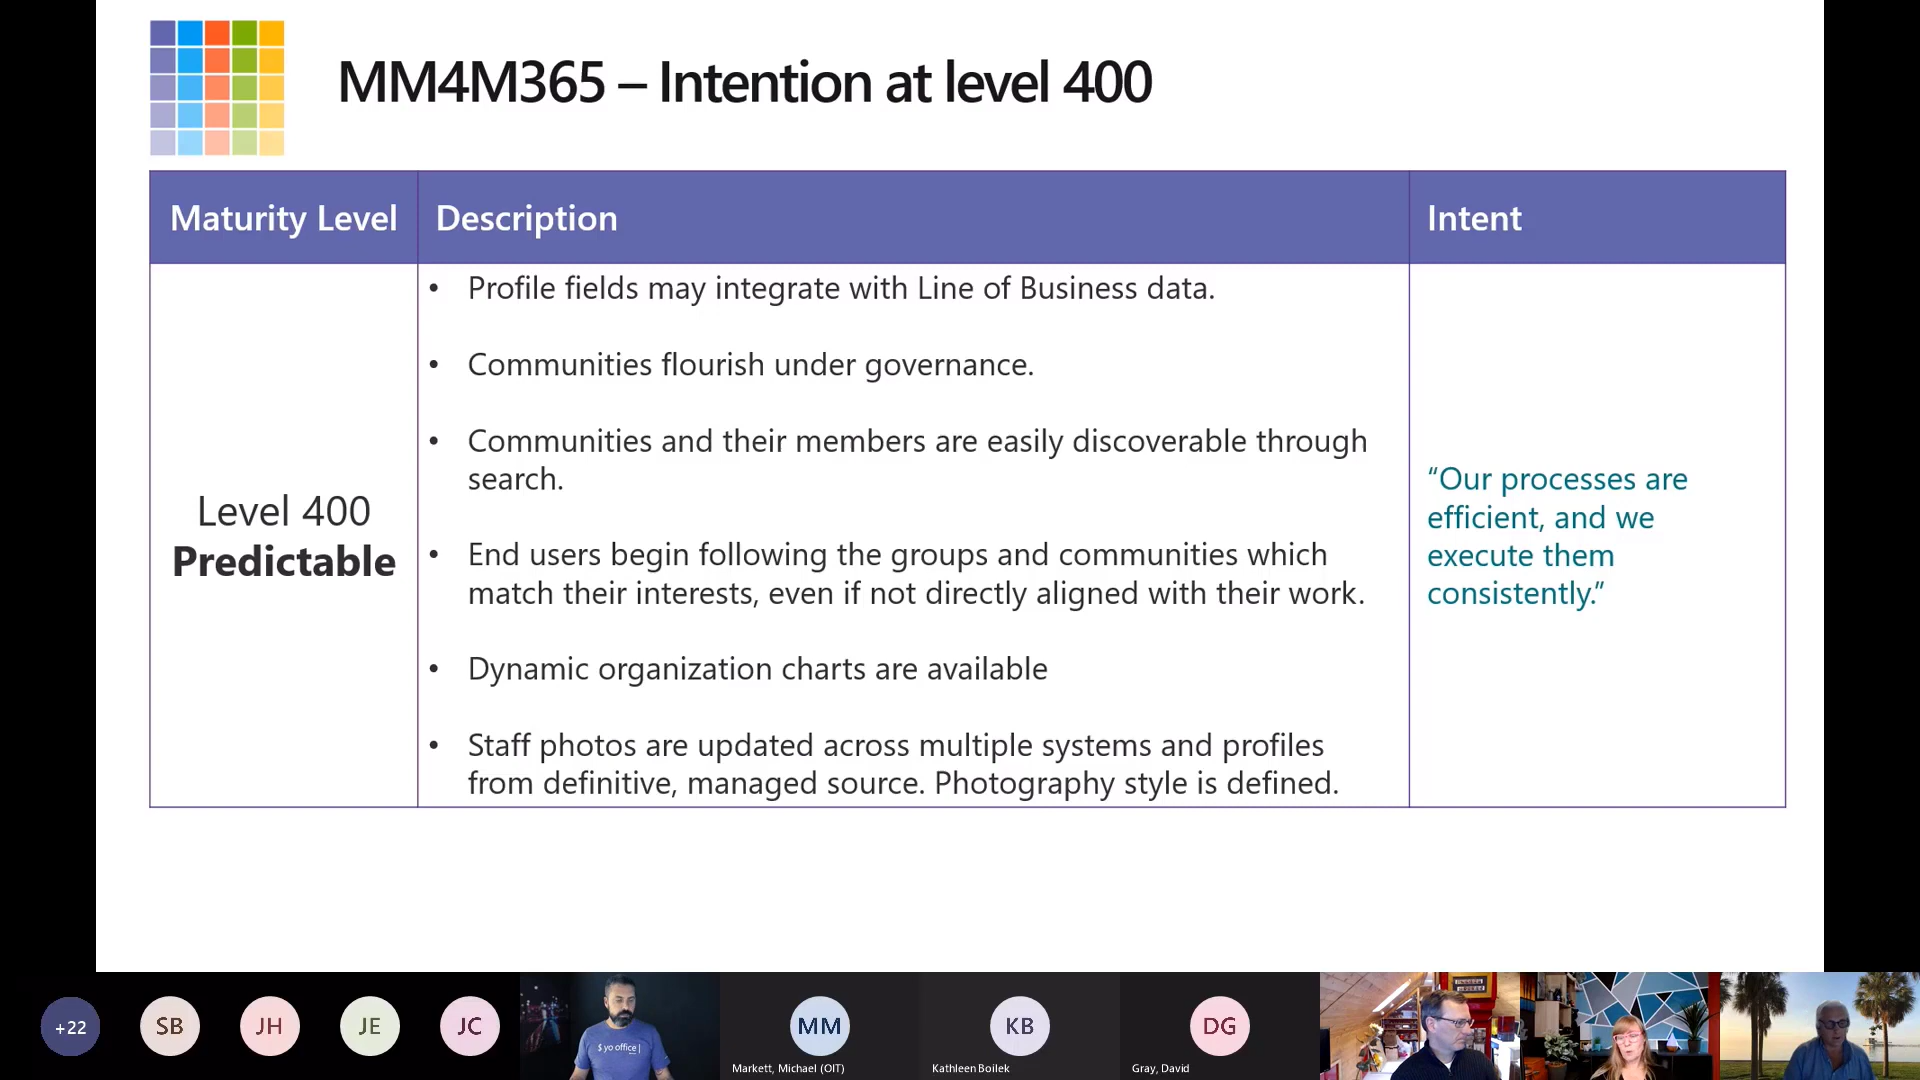 MM4M365 – Intention at level 400
Maturity Level
Description
Intent
Level 400
Predictable
• Profile fields may integrate with Line of Business data.
• Communities flourish under governance.
• Communities and their members are easily discoverable through
search.
• End users begin following the groups and communities which
match their interests, even if not directly aligned with their work.
• Dynamic organization charts are available
• Staff photos are updated across multiple systems and profiles
from definitive, managed source. Photography style is defined.
“Our processes are
efficient, and we
execute them
consistently.”
+22
SB
JH
JE
JC
$ yo office |
MM
Markett, Michael (OIT)
KB
Kathleen Boilek
DG
Gray, David